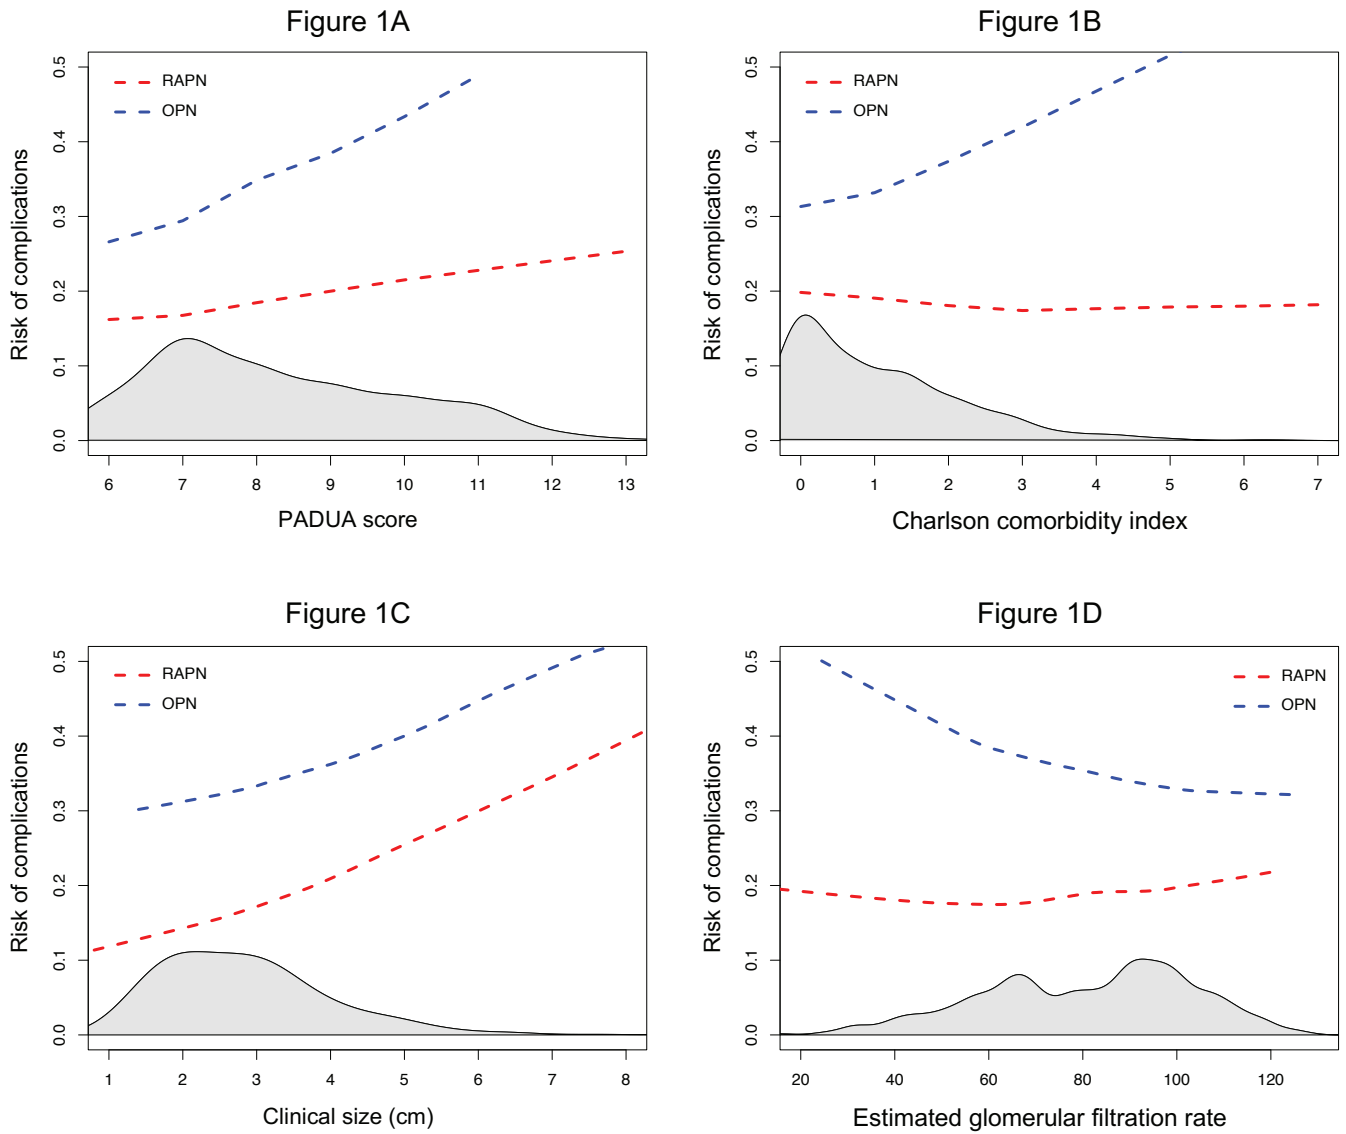 Figure 1A
RAPN
OPN
Risk of complications
0.5
0.4
0.3
0.2
0.1
0.0
6 7 8 9 10 11 12 13
PADUA score
Figure 1B
RAPN
OPN
Risk of complications
0.5
0.4
0.3
0.2
0.1
0.0
0 1 2 3 4 5 6 7
Charlson comorbidity index
Figure 1C
RAPN
OPN
Risk of complications
0.5
0.4
0.3
0.2
0.1
0.0
1 2 3 4 5 6 7 8
Clinical size (cm)
Figure 1D
RAPN
OPN
Risk of complications
0.5
0.4
0.3
0.2
0.1
0.0
20 40 60 80 100 120
Estimated glomerular filtration rate